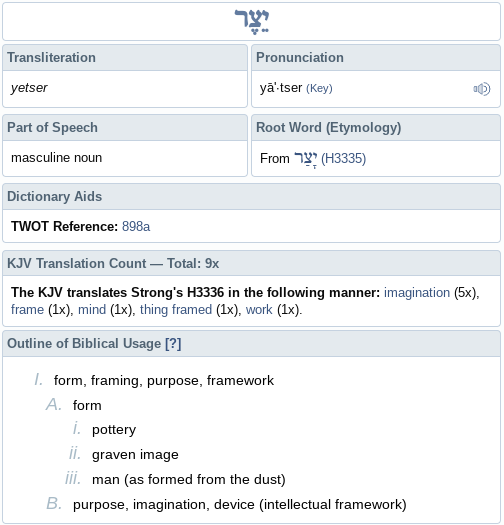 יֵצֶר
Transliteration Pronunciation
yetser yā'·tser (Key)
Part of Speech Root Word (Etymology)
masculine noun From יָצַר (H3335)
Dictionary Aids
TWOT Reference: 898a
KJV Translation Count — Total: 9x
The KJV translates Strong's H3336 in the following manner: imagination (5x),
frame (1x), mind (1x), thing framed (1x), work (1x).
Outline of Biblical Usage [?]
I. form, framing, purpose, framework
A. form
i. pottery
ii. graven image
iii. man (as formed from the dust)
B. purpose, imagination, device (intellectual framework)